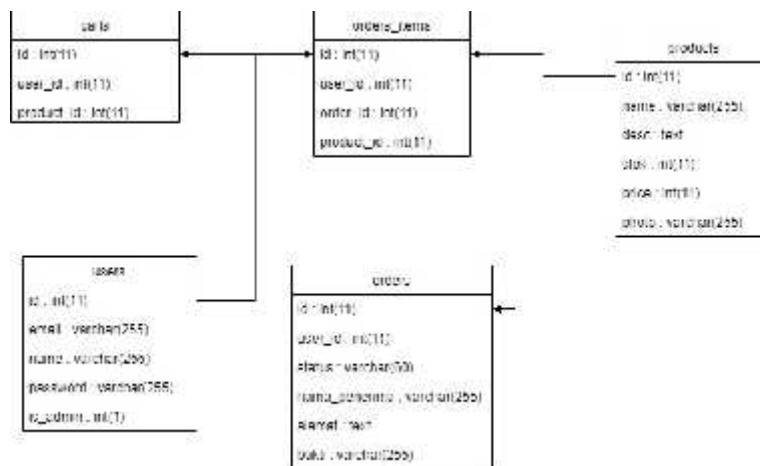 carts
id : int(11)
user_id : int(11)
product_id : int(11)
orders_items
id : int(11)
user_id : int(11)
order_id : int(11)
product_id : int(11)
products
id : int(11)
name : varchar(255)
desc : text
stok : int(11)
price : int(11)
photo : varchar(255)
users
id : int(11)
email : varchar(255)
name : varchar(255)
password : varchar(255)
is_admin : int(1)
orders
id : int(11)
user_id : int(11)
status : varchar(50)
nama_penerima : varchar(255)
alamat : text
bukti : varchar(255)